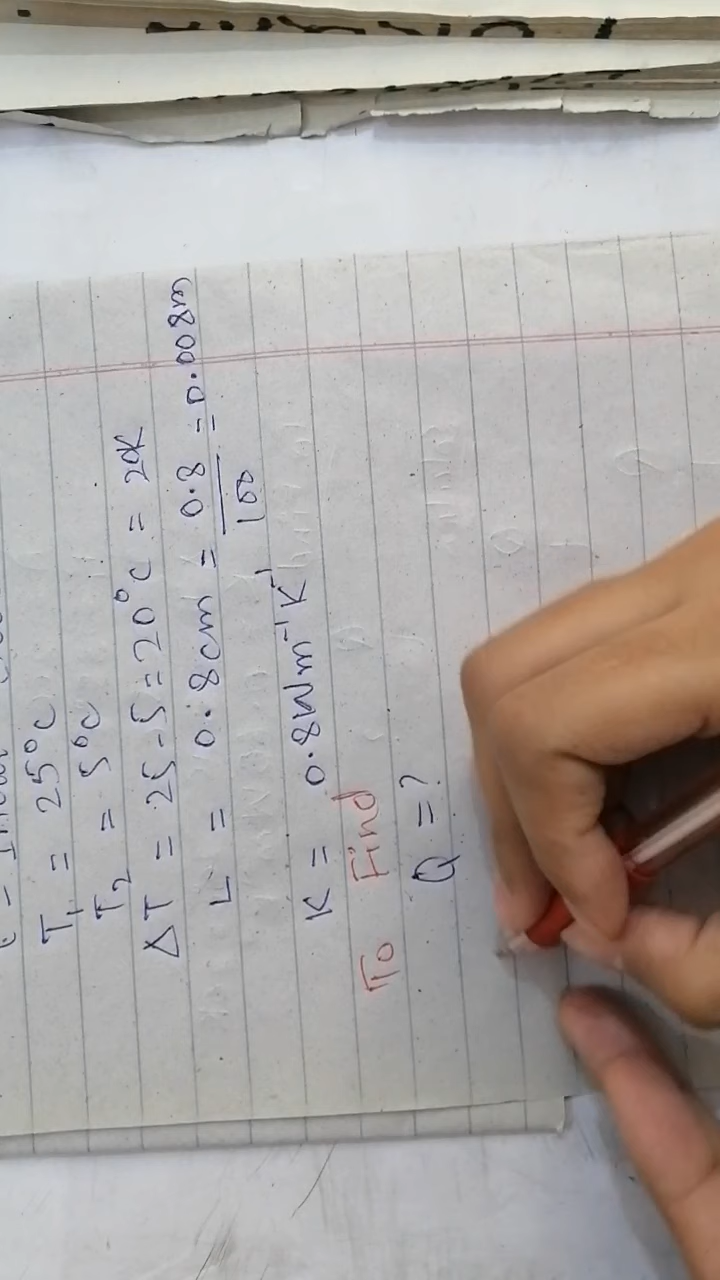 T₁ = 25°C
T₂ = 5°C
ΔT = 25-5 = 20°C = 20K
L = 0.8cm = 0.8/100 = 0.008m
K = 0.8Wm⁻¹K⁻¹
To Find
Q = ?